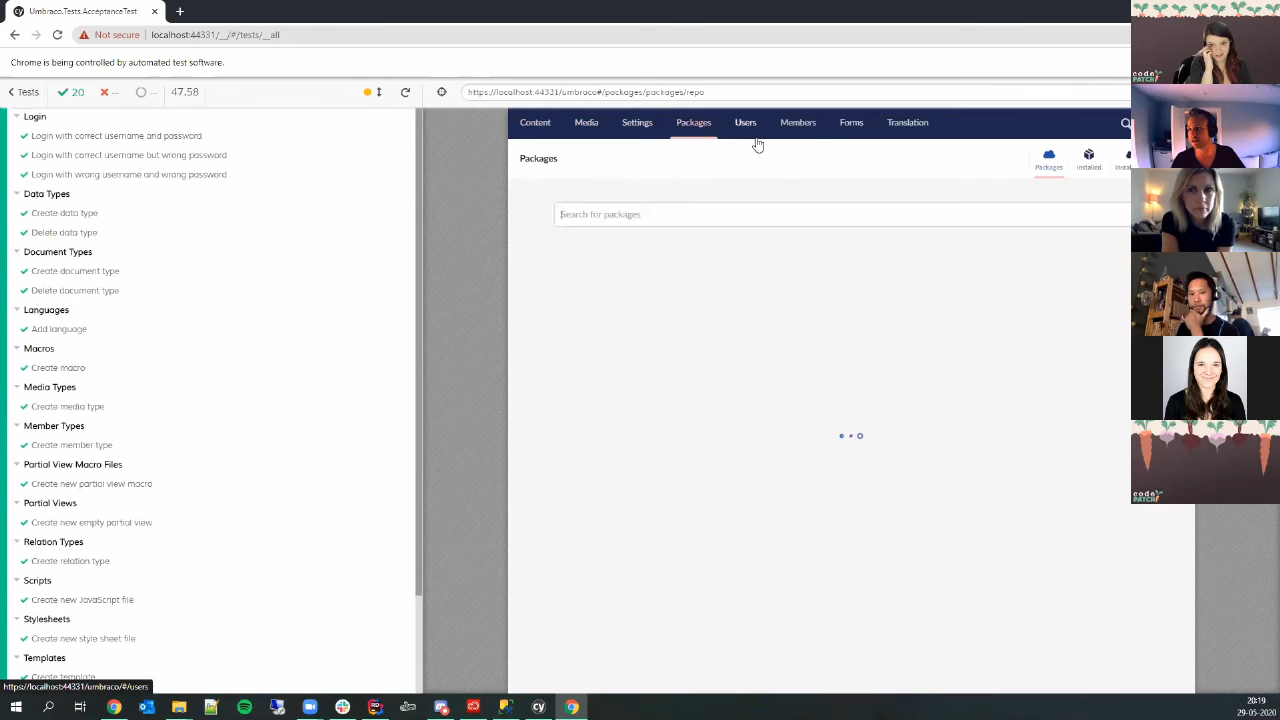 Umbraco.Tests.AcceptanceTest
Not secure
localhost:44331/__/#/tests/__all
Chrome is being controlled by automated test software.
Tests
20
--
--
47.58
https://localhost:44331/umbraco#/packages/packages/repo
Login
Login with correct username and password
Login with correct username but wrong password
Login with wrong username and wrong password
Data Types
Create data type
Delete data type
Document Types
Create document type
Delete document type
Languages
Add language
Macros
Create macro
Media Types
Create media type
Member Types
Create member type
Partial View Macro Files
Create new partial view macro
Partial Views
Create new empty partial view
Relation Types
Create relation type
Scripts
Create new JavaScript file
Stylesheets
Create new style sheet file
Templates
Create template
https://localhost:44331/umbraco/#/users
Content
Media
Settings
Packages
Users
Members
Forms
Translation
Packages
Packages
Installed
Instal
Search for packages
code
PATCH
code
PATCH
20:19
29-05-2020